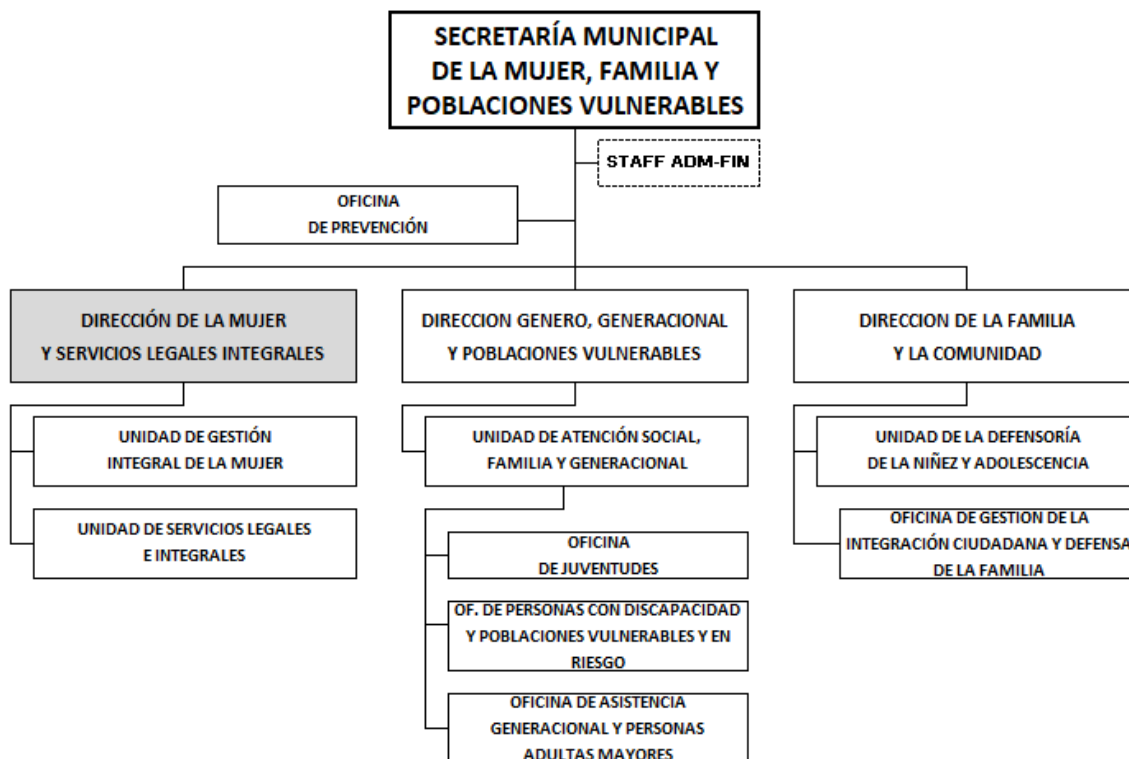 SECRETARÍA MUNICIPAL
DE LA MUJER, FAMILIA Y
POBLACIONES VULNERABLES
STAFF ADM-FIN
OFICINA
DE PREVENCIÓN
DIRECCIÓN DE LA MUJER
Y SERVICIOS LEGALES INTEGRALES
DIRECCION GENERO, GENERACIONAL
Y POBLACIONES VULNERABLES
DIRECCION DE LA FAMILIA
Y LA COMUNIDAD
UNIDAD DE GESTIÓN
INTEGRAL DE LA MUJER
UNIDAD DE SERVICIOS LEGALES
E INTEGRALES
UNIDAD DE ATENCIÓN SOCIAL,
FAMILIA Y GENERACIONAL
OFICINA
DE JUVENTUDES
OF. DE PERSONAS CON DISCAPACIDAD
Y POBLACIONES VULNERABLES Y EN
RIESGO
OFICINA DE ASISTENCIA
GENERACIONAL Y PERSONAS
ADULTAS MAYORES
UNIDAD DE LA DEFENSORÍA
DE LA NIÑEZ Y ADOLESCENCIA
OFICINA DE GESTION DE LA
INTEGRACIÓN CIUDADANA Y DEFENSA
DE LA FAMILIA